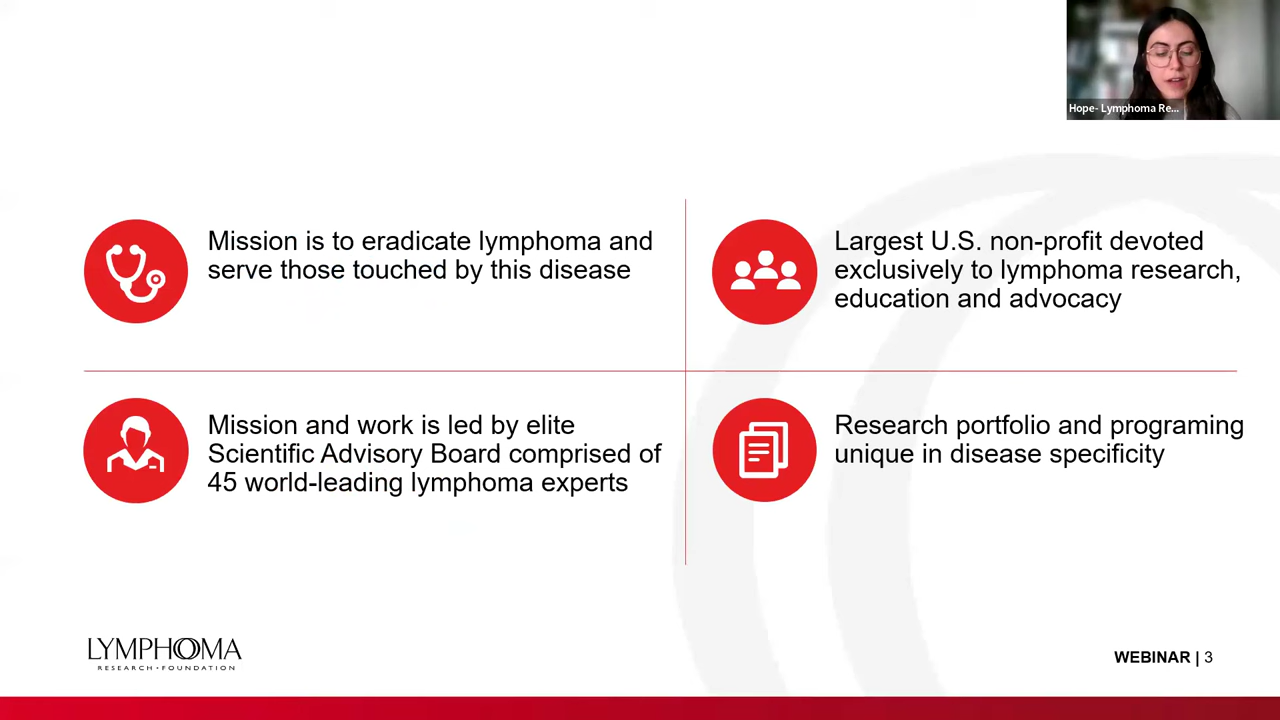 Hope- Lymphoma Re...
Mission is to eradicate lymphoma and
serve those touched by this disease
Largest U.S. non-profit devoted
exclusively to lymphoma research,
education and advocacy
Mission and work is led by elite
Scientific Advisory Board comprised of
45 world-leading lymphoma experts
Research portfolio and programing
unique in disease specificity
LYMPHOMA
RESEARCH • FOUNDATION
WEBINAR | 3